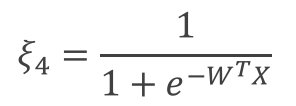 ξ₄ = 1 / (1 + e^{-W^T X})